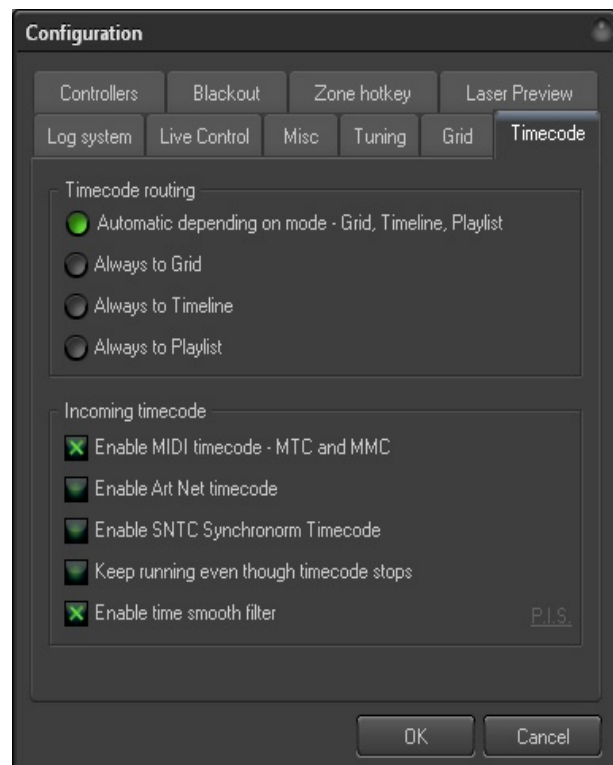 Configuration
Controllers Blackout Zone hotkey Laser Preview
Log system Live Control Misc Tuning Grid Timecode
Timecode routing
Automatic depending on mode - Grid, Timeline, Playlist
Always to Grid
Always to Timeline
Always to Playlist
Incoming timecode
Enable MIDI timecode - MTC and MMC
Enable Art Net timecode
Enable SNTC Synchronorm Timecode
Keep running even though timecode stops
Enable time smooth filter
P.I.S.
OK Cancel